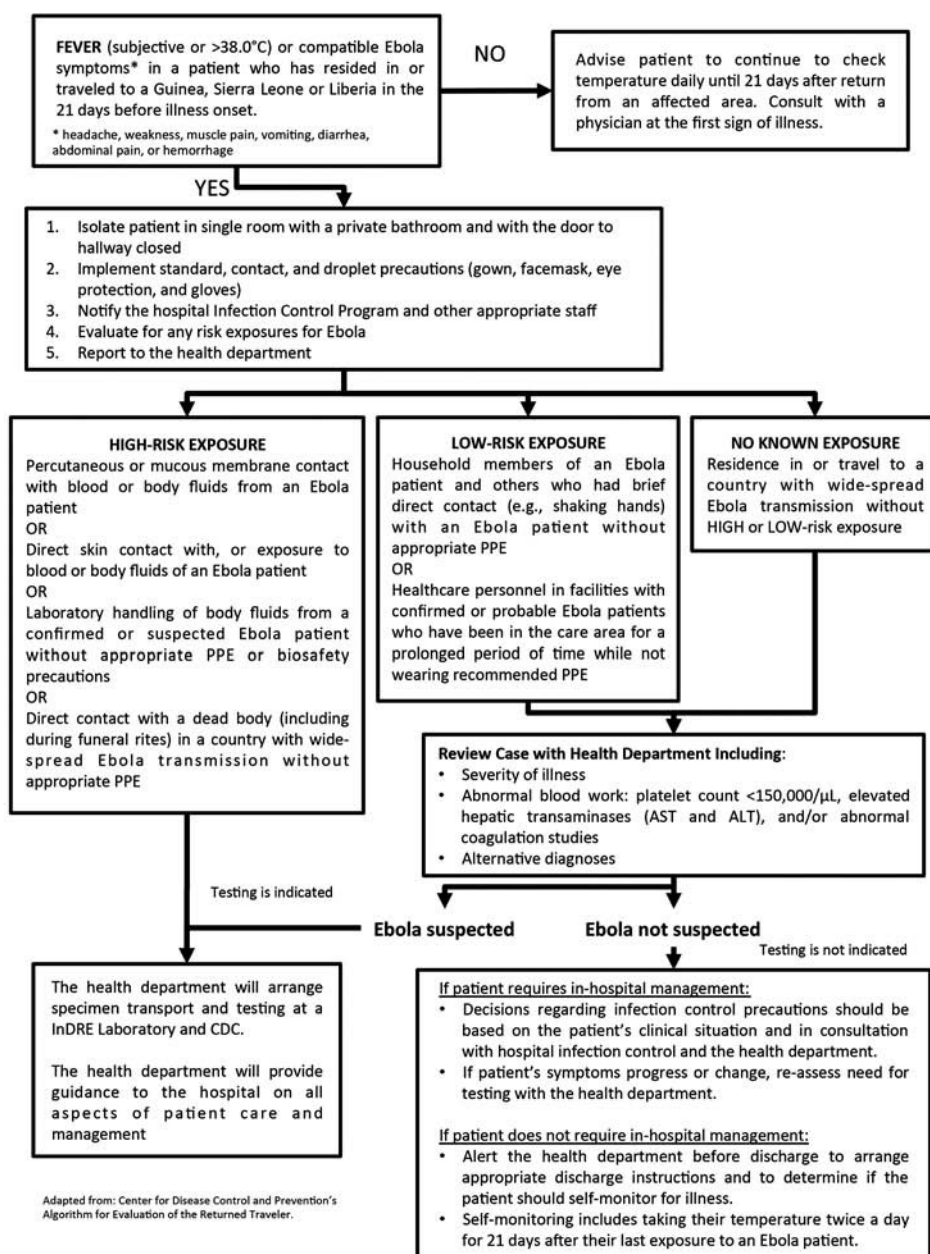 FEVER (subjective or >38.0°C) or compatible Ebola
symptoms* in a patient who has resided in or
traveled to a Guinea, Sierra Leone or Liberia in the
21 days before illness onset.
* headache, weakness, muscle pain, vomiting, diarrhea,
abdominal pain, or hemorrhage
NO
Advise patient to continue to check
temperature daily until 21 days after return
from an affected area. Consult with a
physician at the first sign of illness.
YES
1. Isolate patient in single room with a private bathroom and with the door to
hallway closed
2. Implement standard, contact, and droplet precautions (gown, facemask, eye
protection, and gloves)
3. Notify the hospital Infection Control Program and other appropriate staff
4. Evaluate for any risk exposures for Ebola
5. Report to the health department
HIGH-RISK EXPOSURE
Percutaneous or mucous membrane contact
with blood or body fluids from an Ebola
patient
OR
Direct skin contact with, or exposure to
blood or body fluids of an Ebola patient
OR
Laboratory handling of body fluids from a
confirmed or suspected Ebola patient
without appropriate PPE or biosafety
precautions
OR
Direct contact with a dead body (including
during funeral rites) in a country with wide-
spread Ebola transmission without
appropriate PPE
LOW-RISK EXPOSURE
Household members of an Ebola
patient and others who had brief
direct contact (e.g., shaking hands)
with an Ebola patient without
appropriate PPE
OR
Healthcare personnel in facilities with
confirmed or probable Ebola patients
who have been in the care area for a
prolonged period of time while not
wearing recommended PPE
NO KNOWN EXPOSURE
Residence in or travel to a
country with wide-spread
Ebola transmission without
HIGH or LOW-risk exposure
Review Case with Health Department Including:
• Severity of illness
• Abnormal blood work: platelet count <150,000/µL, elevated
hepatic transaminases (AST and ALT), and/or abnormal
coagulation studies
• Alternative diagnoses
Testing is indicated
Ebola suspected
Ebola not suspected
Testing is not indicated
The health department will arrange
specimen transport and testing at a
InDRE Laboratory and CDC.
The health department will provide
guidance to the hospital on all
aspects of patient care and
management
If patient requires in-hospital management:
• Decisions regarding infection control precautions should be
based on the patient's clinical situation and in consultation
with hospital infection control and the health department.
• If patient's symptoms progress or change, re-assess need for
testing with the health department.
If patient does not require in-hospital management:
• Alert the health department before discharge to arrange
appropriate discharge instructions and to determine if the
patient should self-monitor for illness.
• Self-monitoring includes taking their temperature twice a day
for 21 days after their last exposure to an Ebola patient.
Adapted from: Center for Disease Control and Prevention's
Algorithm for Evaluation of the Returned Traveler.